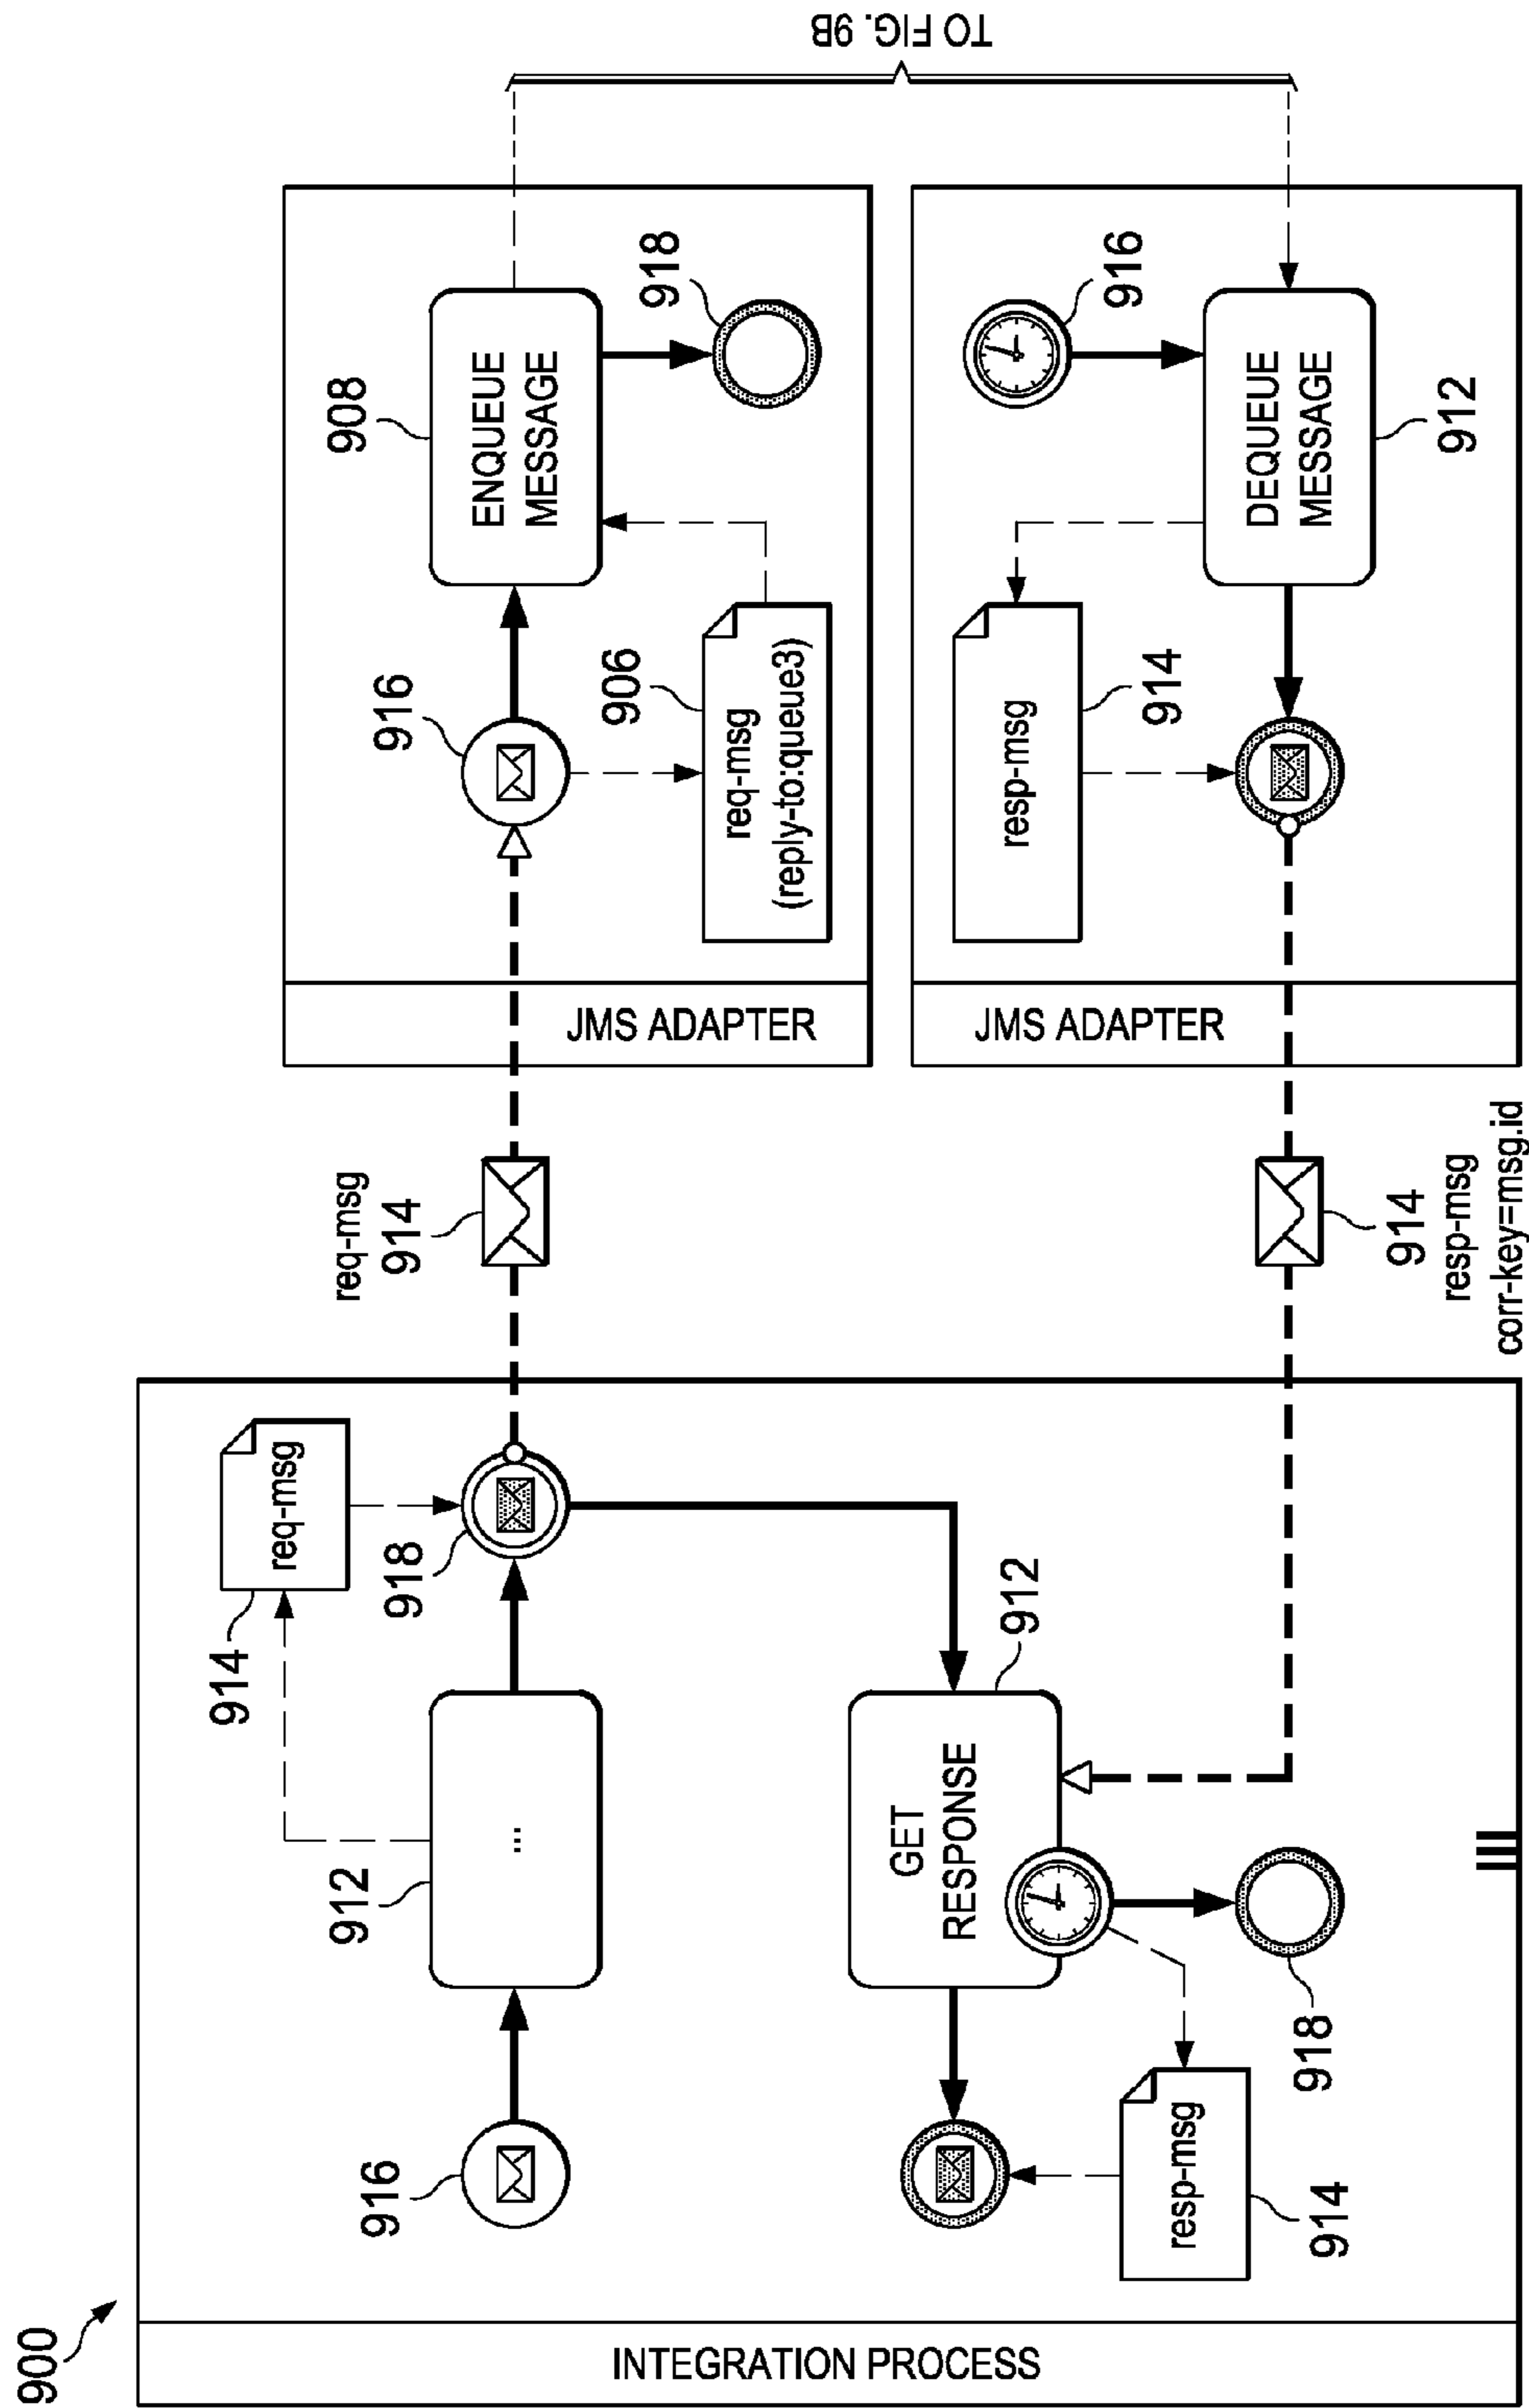 900
INTEGRATION PROCESS
916
912
...
914
req-msg
918
GET
RESPONSE
912
resp-msg
914
918
req-msg
914
914
resp-msg
corr-key=msg.id
JMS ADAPTER
916
908
ENQUEUE
MESSAGE
906
req-msg
(reply-to:queue3)
918
JMS ADAPTER
resp-msg
914
916
DEQUEUE
MESSAGE
912
TO FIG. 9B